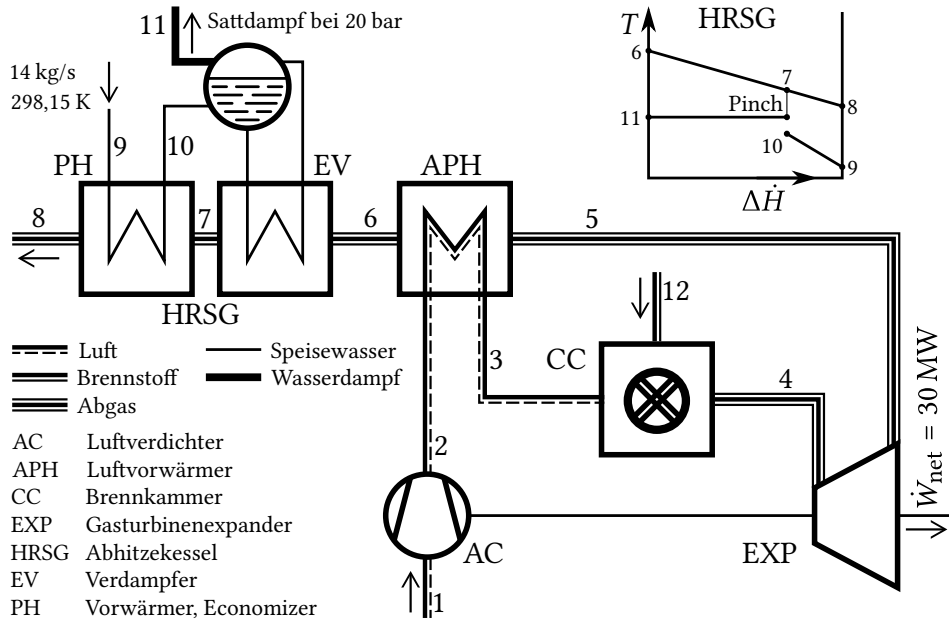 11
Sattdampf bei 20 bar
14 kg/s
298,15 K
9
10
PH
EV
APH
8
7
6
5
HRSG
HRSG
T
6
7
8
Pinch
11
10
9
ΔḢ
12
3
CC
4
2
AC
1
EXP
Ẇnet = 30 MW
Luft
Speisewasser
Brennstoff
Wasserdampf
Abgas
AC Luftverdichter
APH Luftvorwärmer
CC Brennkammer
EXP Gasturbinenexpander
HRSG Abhitzekessel
EV Verdampfer
PH Vorwärmer, Economizer